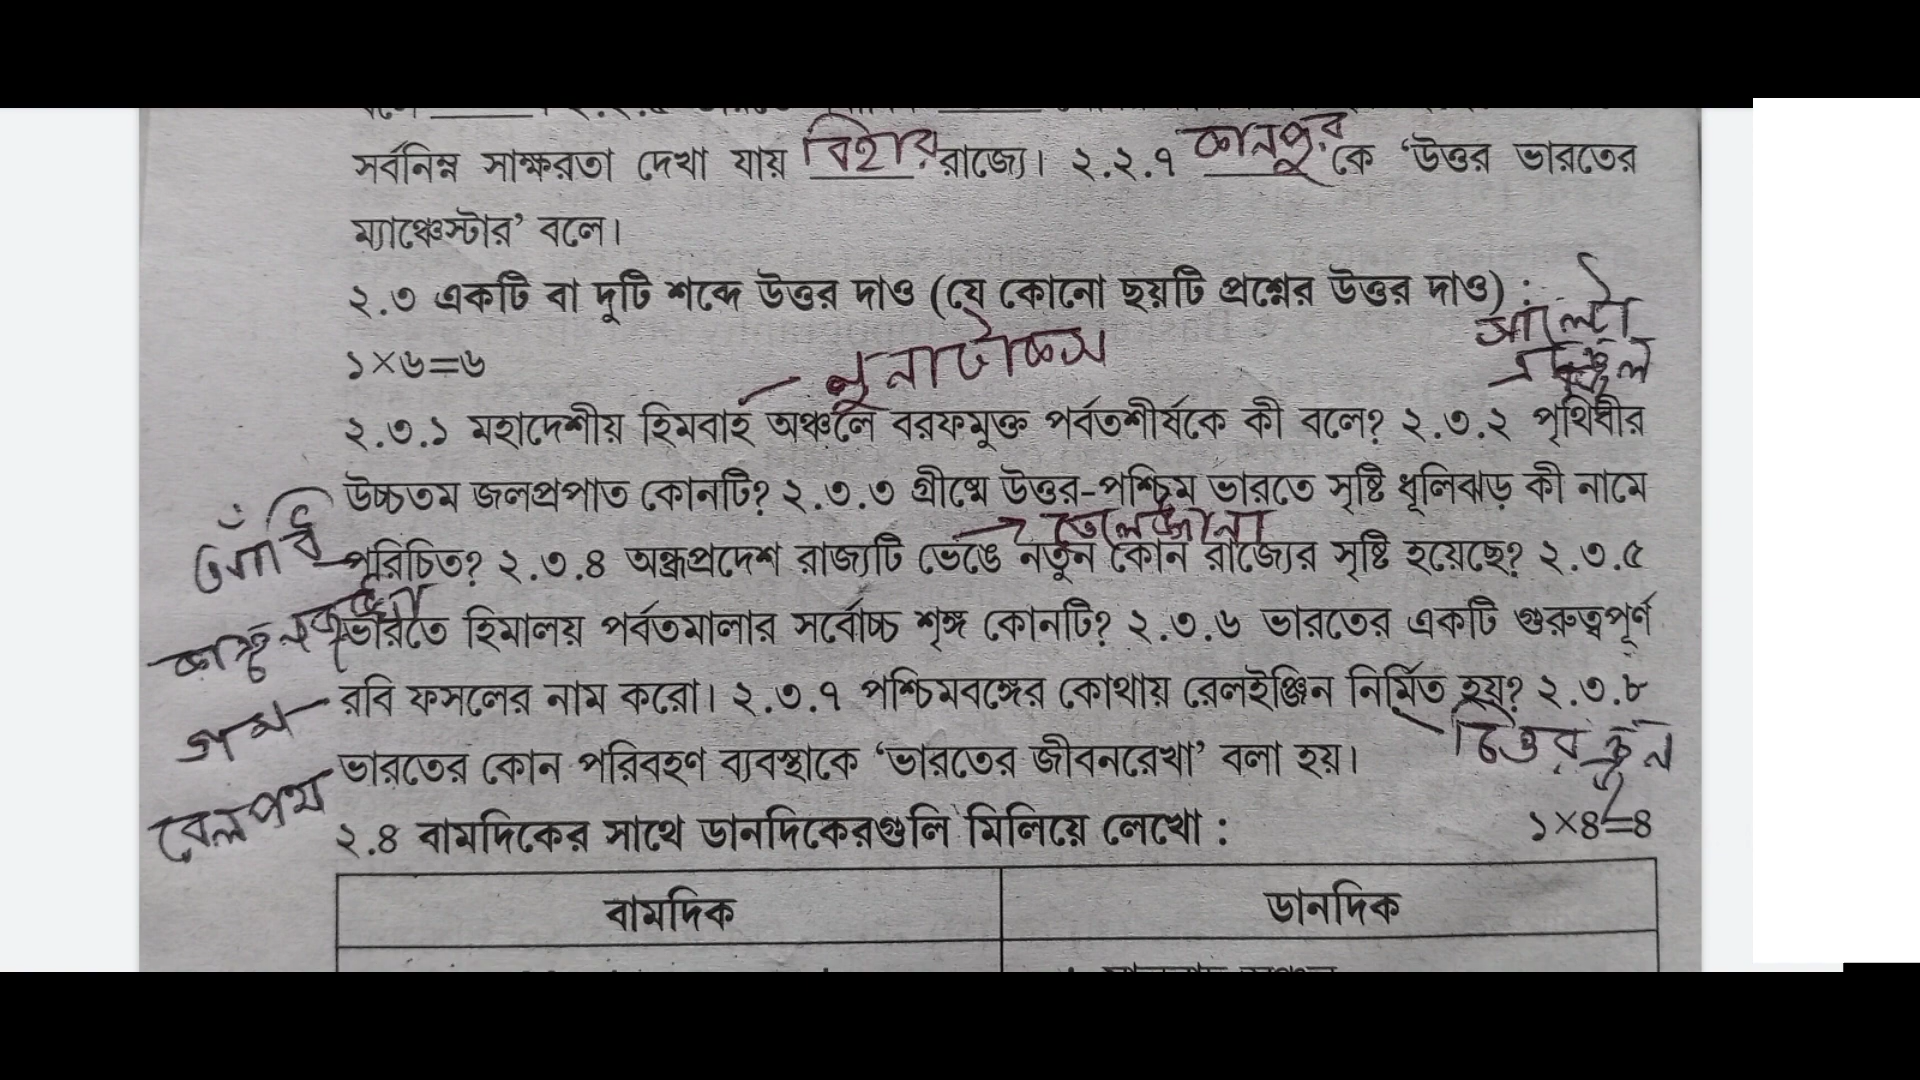 সর্বনিম্ন সাক্ষরতা দেখা যায় বিহার রাজ্যে। ২.২.৭ কানপুর কে ‘উত্তর ভারতের
ম্যাঞ্চেস্টার’ বলে।
২.৩ একটি বা দুটি শব্দে উত্তর দাও (যে কোনো ছয়টি প্রশ্নের উত্তর দাও) :
সাল্টো
এঞ্জেল
১×৬=৬
নুনাটাকস
২.৩.১ মহাদেশীয় হিমবাহ অঞ্চলে বরফমুক্ত পর্বতশীর্ষকে কী বলে? ২.৩.২ পৃথিবীর
উচ্চতম জলপ্রপাত কোনটি? ২.৩.৩ গ্রীষ্মে উত্তর-পশ্চিম ভারতে সৃষ্টি ধূলিঝড় কী নামে
আঁধি
তেলেঙ্গানা
পরিচিত? ২.৩.৪ অন্ধ্রপ্রদেশ রাজ্যটি ভেঙে নতুন কোন রাজ্যের সৃষ্টি হয়েছে? ২.৩.৫
ভারতে হিমালয় পর্বতমালার সর্বোচ্চ শৃঙ্গ কোনটি? ২.৩.৬ ভারতের একটি গুরুত্বপূর্ণ
গম
রবি ফসলের নাম করো। ২.৩.৭ পশ্চিমবঙ্গের কোথায় রেলইঞ্জিন নির্মিত হয়? ২.৩.৮
চিত্তরঞ্জন
ভারতের কোন পরিবহণ ব্যবস্থাকে ‘ভারতের জীবনরেখা’ বলা হয়।
রেলপথ
২.৪ বামদিকের সাথে ডানদিকেরগুলি মিলিয়ে লেখো : ১×৪=৪
বামদিক ডানদিক